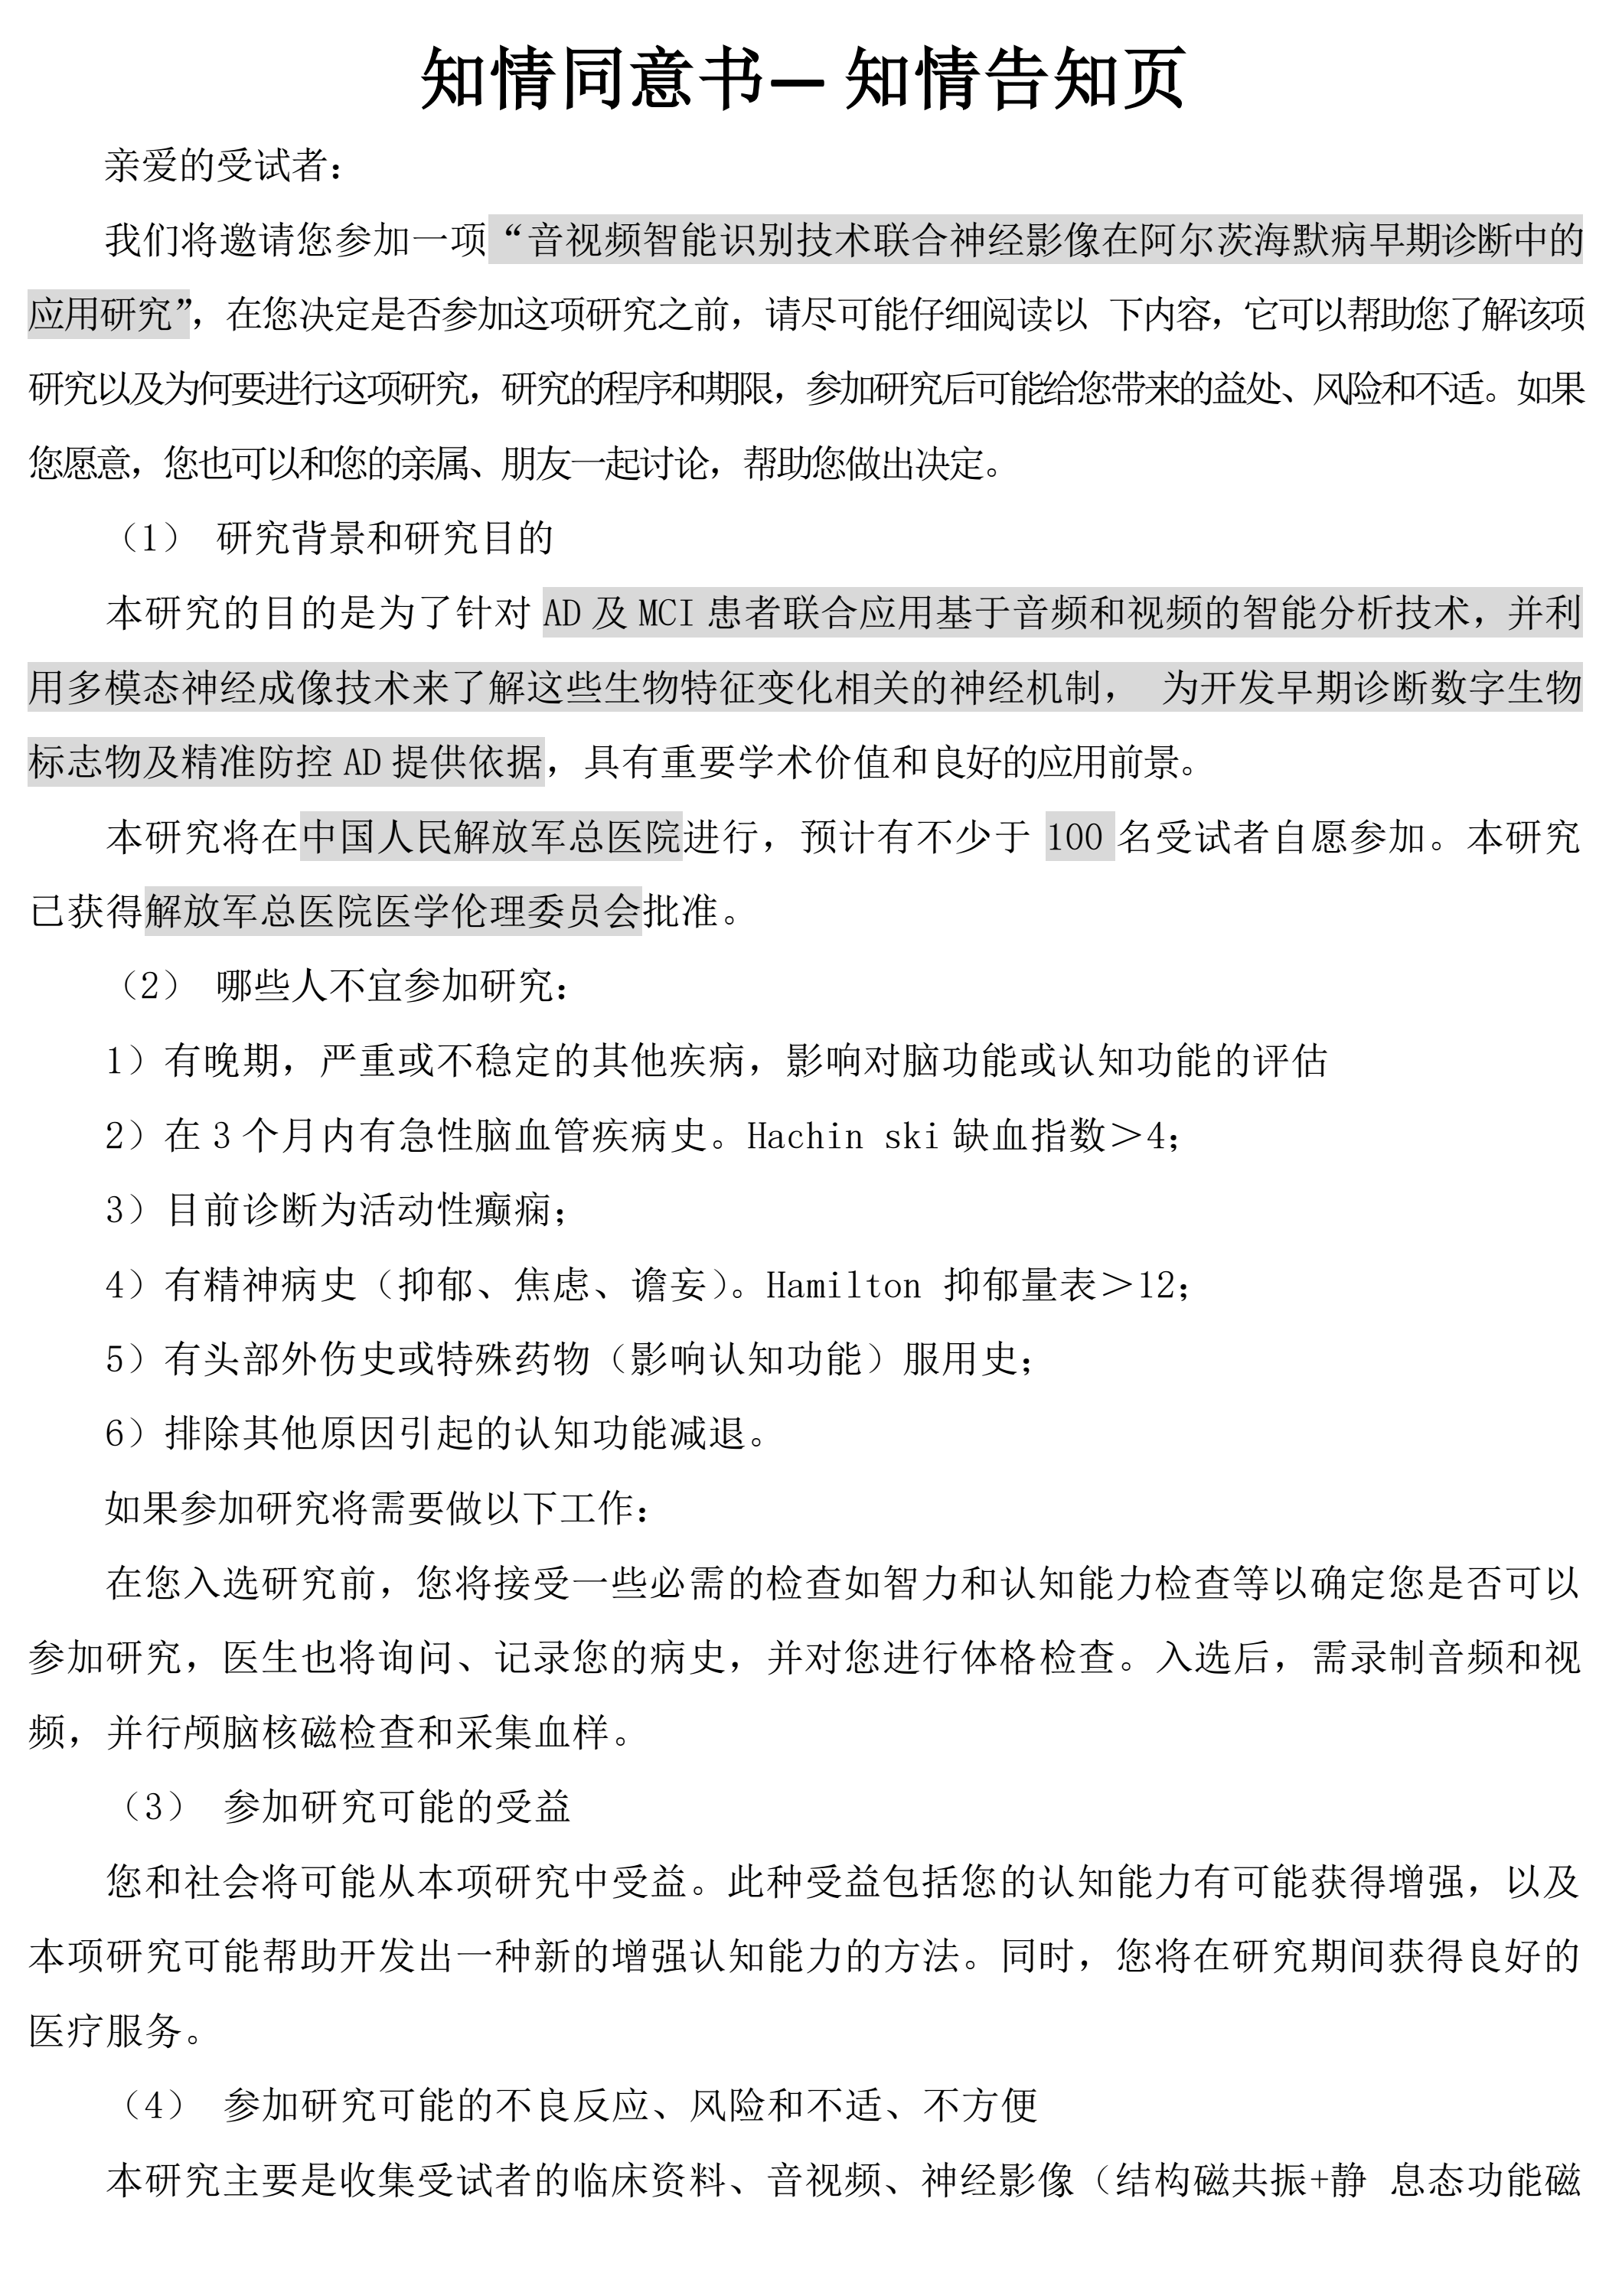 知情同意书— 知情告知页
亲爱的受试者：
我们将邀请您参加一项“音视频智能识别技术联合神经影像在阿尔茨海默病早期诊断中的
应用研究”，在您决定是否参加这项研究之前，请尽可能仔细阅读以 下内容，它可以帮助您了解该项
研究以及为何要进行这项研究，研究的程序和期限，参加研究后可能给您带来的益处、风险和不适。如果
您愿意，您也可以和您的亲属、朋友一起讨论，帮助您做出决定。
（1） 研究背景和研究目的
本研究的目的是为了针对 AD 及 MCI 患者联合应用基于音频和视频的智能分析技术，并利
用多模态神经成像技术来了解这些生物特征变化相关的神经机制， 为开发早期诊断数字生物
标志物及精准防控 AD 提供依据，具有重要学术价值和良好的应用前景。
本研究将在中国人民解放军总医院进行，预计有不少于 100 名受试者自愿参加。本研究
已获得解放军总医院医学伦理委员会批准。
（2） 哪些人不宜参加研究：
1）有晚期，严重或不稳定的其他疾病，影响对脑功能或认知功能的评估
2）在 3 个月内有急性脑血管疾病史。Hachin ski 缺血指数＞4；
3）目前诊断为活动性癫痫；
4）有精神病史（抑郁、焦虑、谵妄）。Hamilton 抑郁量表＞12；
5）有头部外伤史或特殊药物（影响认知功能）服用史；
6）排除其他原因引起的认知功能减退。
如果参加研究将需要做以下工作：
在您入选研究前，您将接受一些必需的检查如智力和认知能力检查等以确定您是否可以
参加研究，医生也将询问、记录您的病史，并对您进行体格检查。入选后，需录制音频和视
频，并行颅脑核磁检查和采集血样。
（3） 参加研究可能的受益
您和社会将可能从本项研究中受益。此种受益包括您的认知能力有可能获得增强，以及
本项研究可能帮助开发出一种新的增强认知能力的方法。同时，您将在研究期间获得良好的
医疗服务。
（4） 参加研究可能的不良反应、风险和不适、不方便
本研究主要是收集受试者的临床资料、音视频、神经影像（结构磁共振+静 息态功能磁